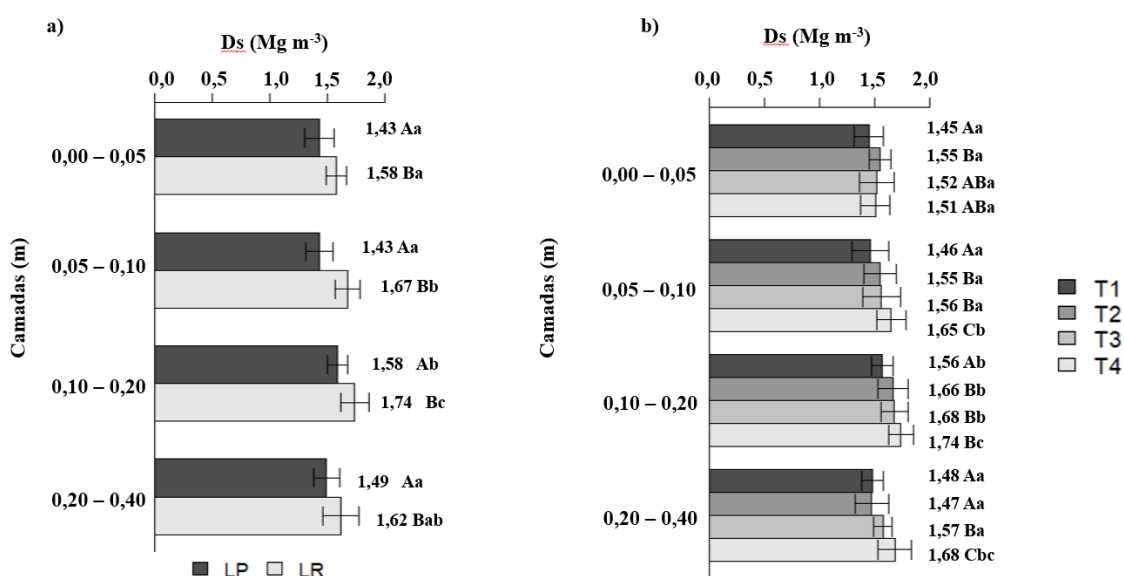 a)
Ds (Mg m⁻³)
0,0 0,5 1,0 1,5 2,0
Camadas (m)
0,00 – 0,05
1,43 Aa
1,58 Ba
0,05 – 0,10
1,43 Aa
1,67 Bb
0,10 – 0,20
1,58 Ab
1,74 Bc
0,20 – 0,40
1,49 Aa
1,62 Bab
LP LR
b)
Ds (Mg m⁻³)
0,0 0,5 1,0 1,5 2,0
Camadas (m)
0,00 – 0,05
1,45 Aa
1,55 Ba
1,52 ABa
1,51 ABa
0,05 – 0,10
1,46 Aa
1,55 Ba
1,56 Ba
1,65 Cb
0,10 – 0,20
1,56 Ab
1,66 Bb
1,68 Bb
1,74 Bc
0,20 – 0,40
1,48 Aa
1,47 Aa
1,57 Ba
1,68 Cbc
T1
T2
T3
T4